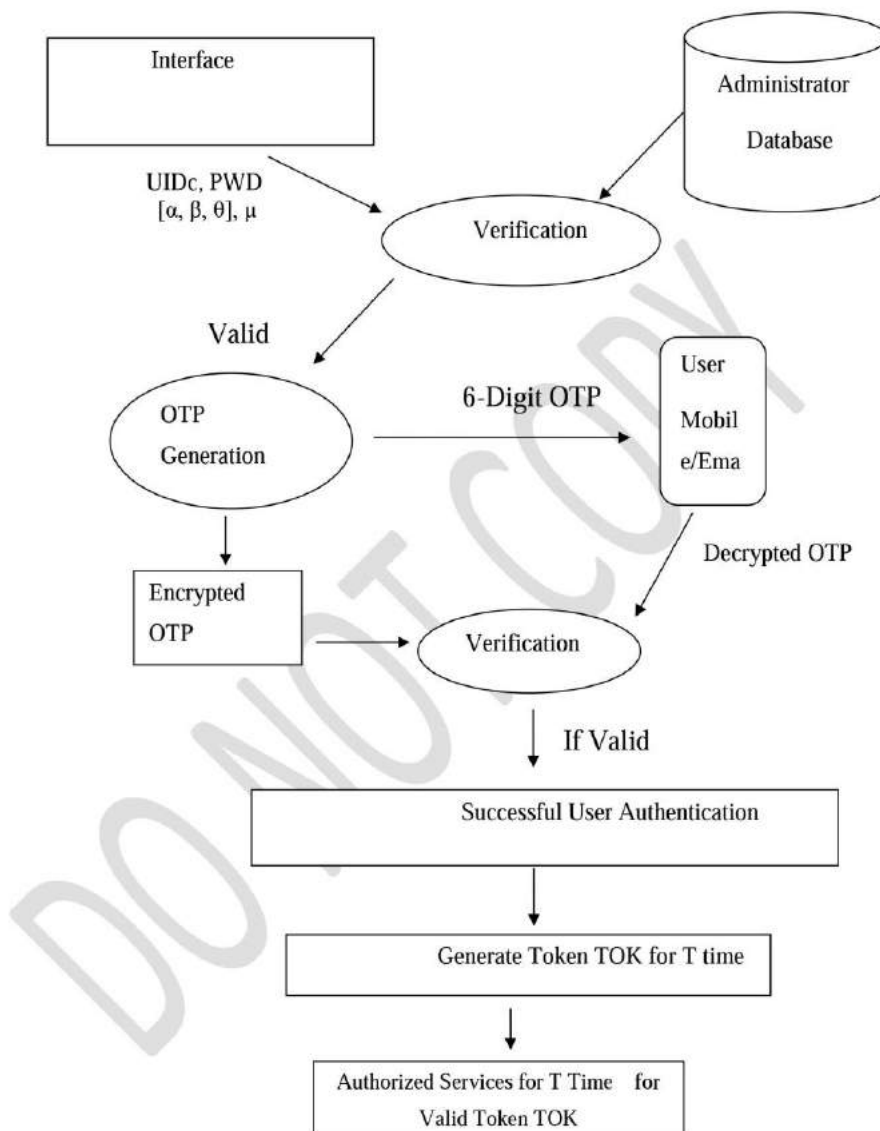 Interface
Administrator
Database
UIDc, PWD
[α, β, θ], μ
Verification
Valid
OTP
Generation
6-Digit OTP
User
Mobil
e/Ema
Decrypted OTP
Encrypted
OTP
Verification
If Valid
Successful User Authentication
Generate Token TOK for T time
Authorized Services for T Time for
Valid Token TOK
DO NOT COPY